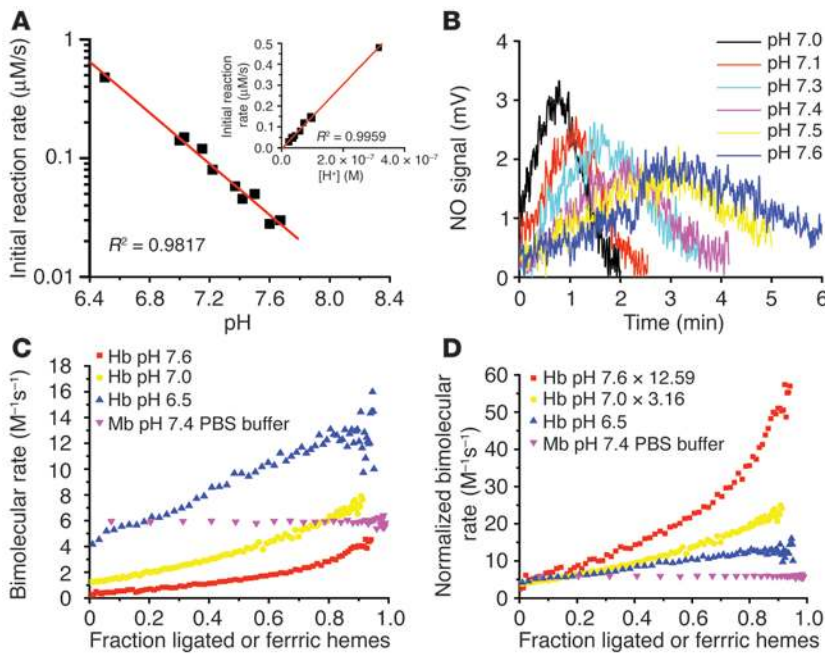 A
Initial reaction rate (μM/s)
1
0.1
0.01
R² = 0.9817
6.4 6.8 7.2 7.6 8.0 8.4
pH
Initial reaction
rate (μM/s)
0.5
0.4
0.3
0.2
0.1
0.0
R² = 0.9959
0 2.0 × 10⁻⁷ 4.0 × 10⁻⁷
[H⁺] (M)
B
NO signal (mV)
4
3
2
1
0
0 1 2 3 4 5 6
Time (min)
pH 7.0
pH 7.1
pH 7.3
pH 7.4
pH 7.5
pH 7.6
C
Bimolecular rate (M⁻¹s⁻¹)
18
16
14
12
10
8
6
4
2
0
Hb pH 7.6
Hb pH 7.0
Hb pH 6.5
Mb pH 7.4 PBS buffer
0 0.2 0.4 0.6 0.8 1.0
Fraction ligated or ferrric hemes
D
Normalized bimolecular
rate (M⁻¹s⁻¹)
60
50
40
30
20
10
0
Hb pH 7.6 × 12.59
Hb pH 7.0 × 3.16
Hb pH 6.5
Mb pH 7.4 PBS buffer
0 0.2 0.4 0.6 0.8 1.0
Fraction ligated or ferrric hemes